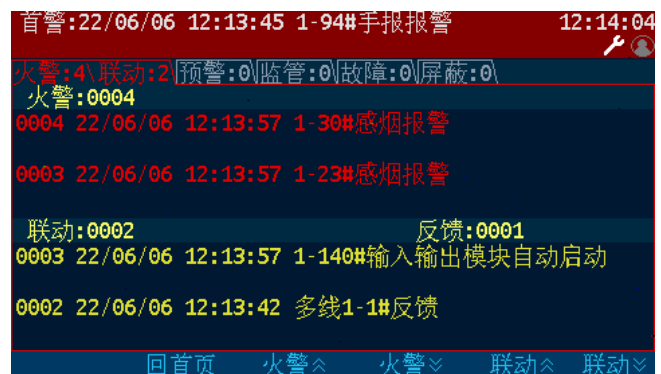 首警:22/06/06 12:13:45 1-94#手报报警 12:14:04
火警:4\联动:2\预警:0\监管:0\故障:0\屏蔽:0\
火警:0004
0004 22/06/06 12:13:57 1-30#感烟报警
0003 22/06/06 12:13:57 1-23#感烟报警
联动:0002 反馈:0001
0003 22/06/06 12:13:57 1-140#输入输出模块自动启动
0002 22/06/06 12:13:42 多线1-1#反馈
回首页 火警︽ 火警︾ 联动︽ 联动︾